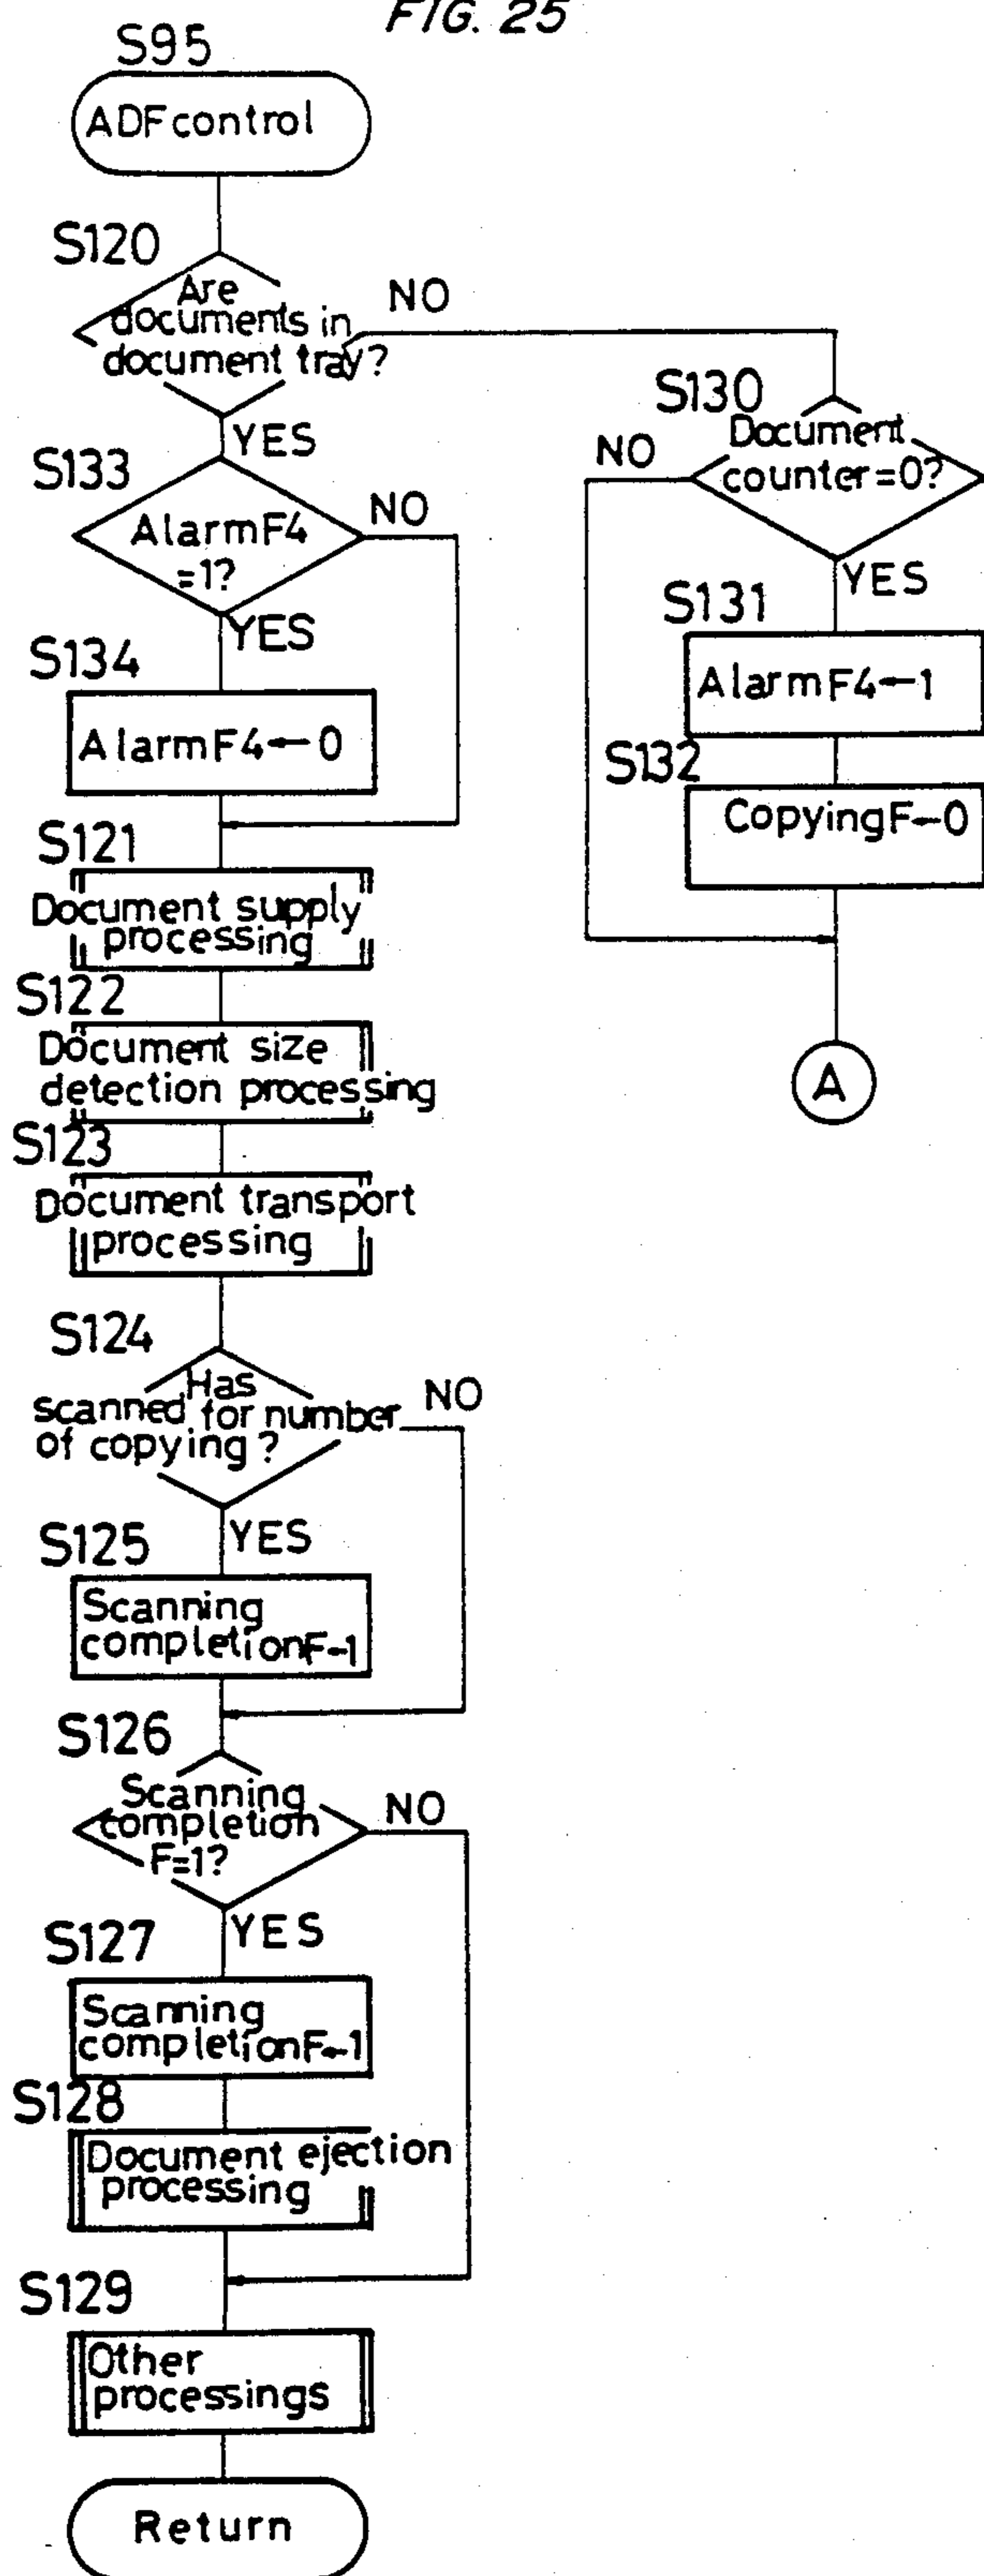 FIG. 25
S95
ADFcontrol
S120
Are
documents in
document tray?
NO
YES
S133
AlarmF4
=1?
NO
YES
S134
AlarmF4←0
S121
Document supply
processing
S122
Document size
detection processing
S123
Document transport
processing
S124
Has
scanned for number
of copying?
NO
YES
S125
Scanning
completionF←1
S126
Scanning
completion
F=1?
NO
YES
S127
Scanning
completionF←1
S128
Document ejection
processing
S129
Other
processings
Return
S130
Document
counter=0?
NO
YES
S131
AlarmF4←1
S132
CopyingF←0
A